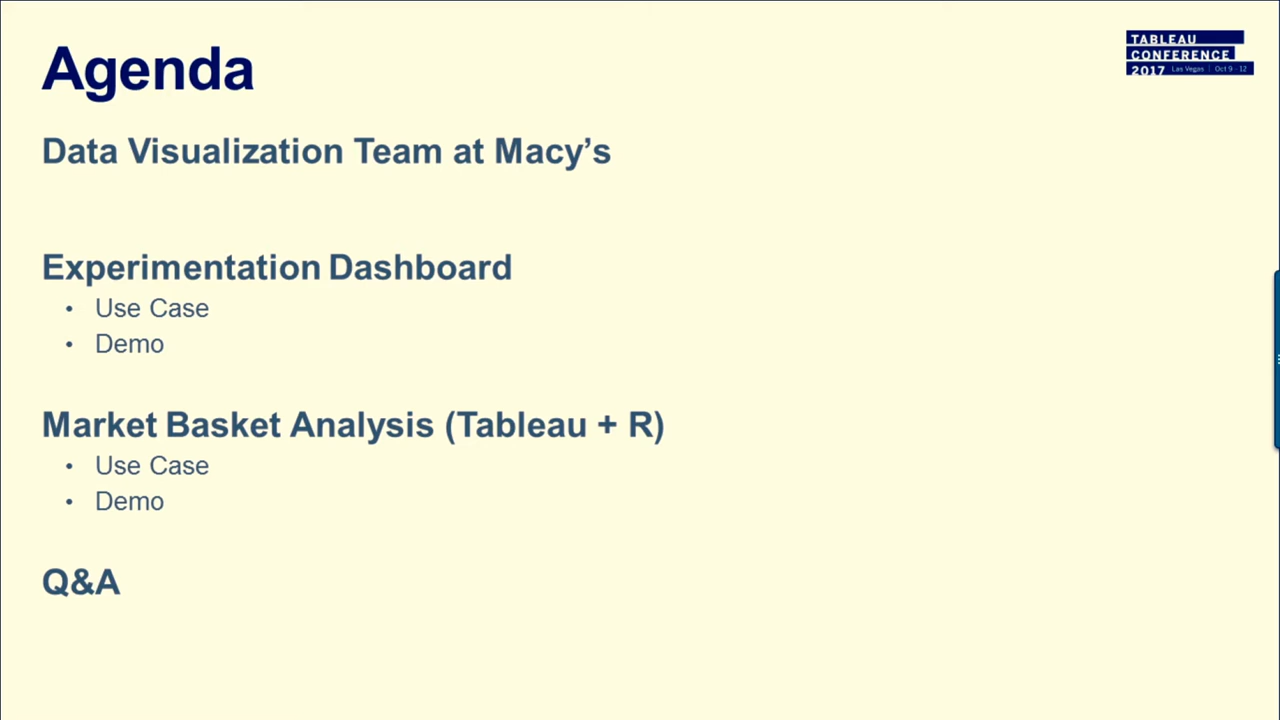 Agenda
TABLEAU
CONFERENCE
2017 Las Vegas | Oct 9 - 12
Data Visualization Team at Macy’s
Experimentation Dashboard
• Use Case
• Demo
Market Basket Analysis (Tableau + R)
• Use Case
• Demo
Q&A